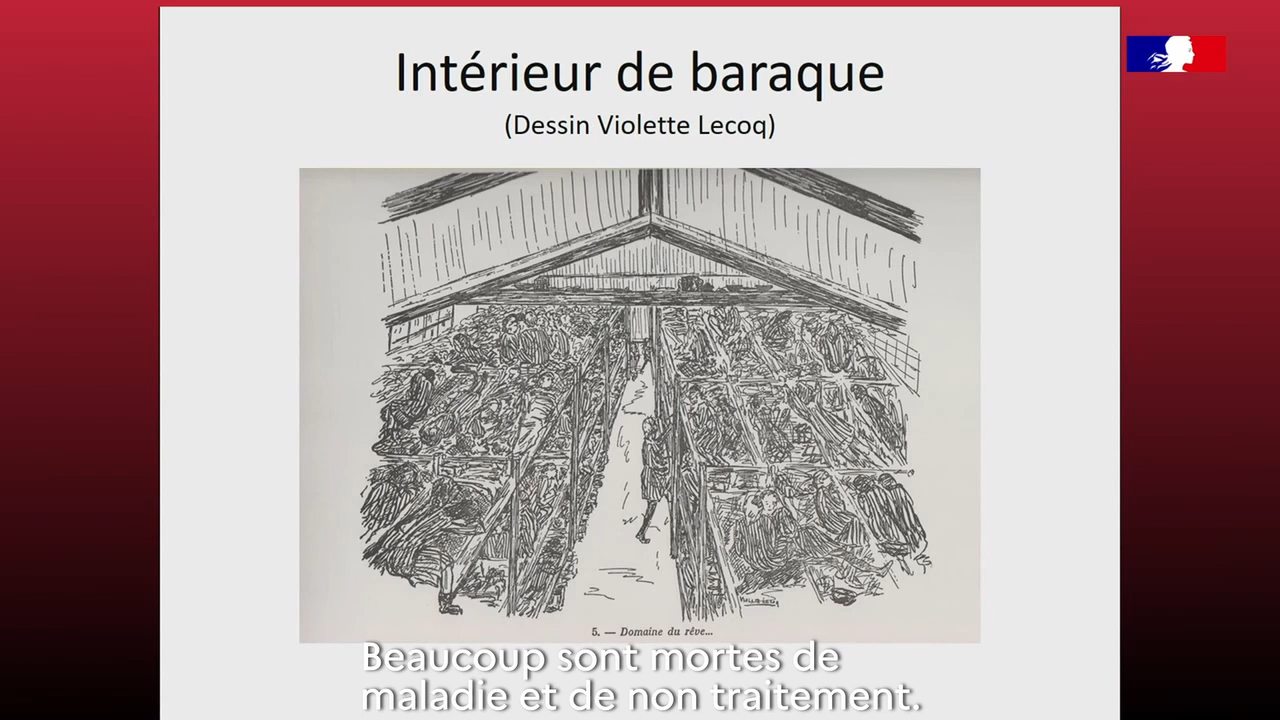 Intérieur de baraque
(Dessin Violette Lecoq)
5. — Domaine du rêve...
Beaucoup sont mortes de
maladie et de non traitement.